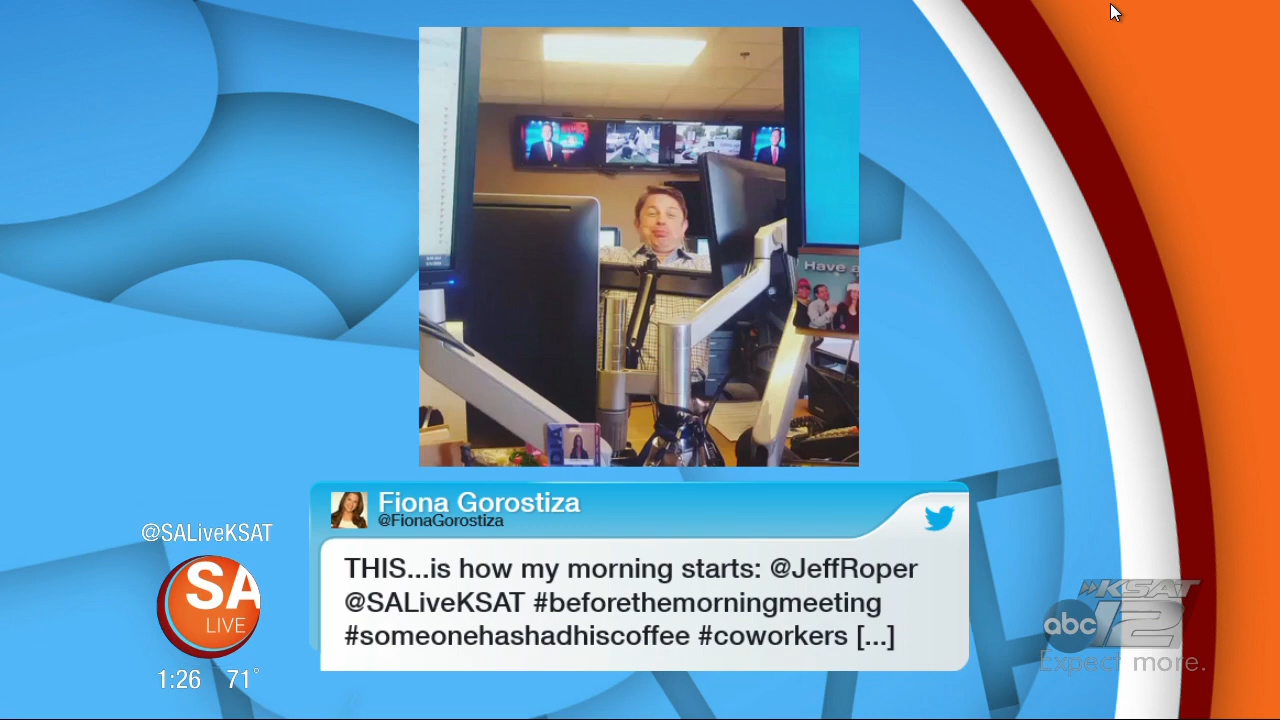 Have a
DIA
Fiona Gorostiza
@FionaGorostiza
THIS...is how my morning starts: @JeffRoper
@SALiveKSAT #beforethemorningmeeting
#someonehashadhiscoffee #coworkers [...]
@SALiveKSAT
SA
LIVE
1:26 71°
KSAT
abc 12
Expect more.